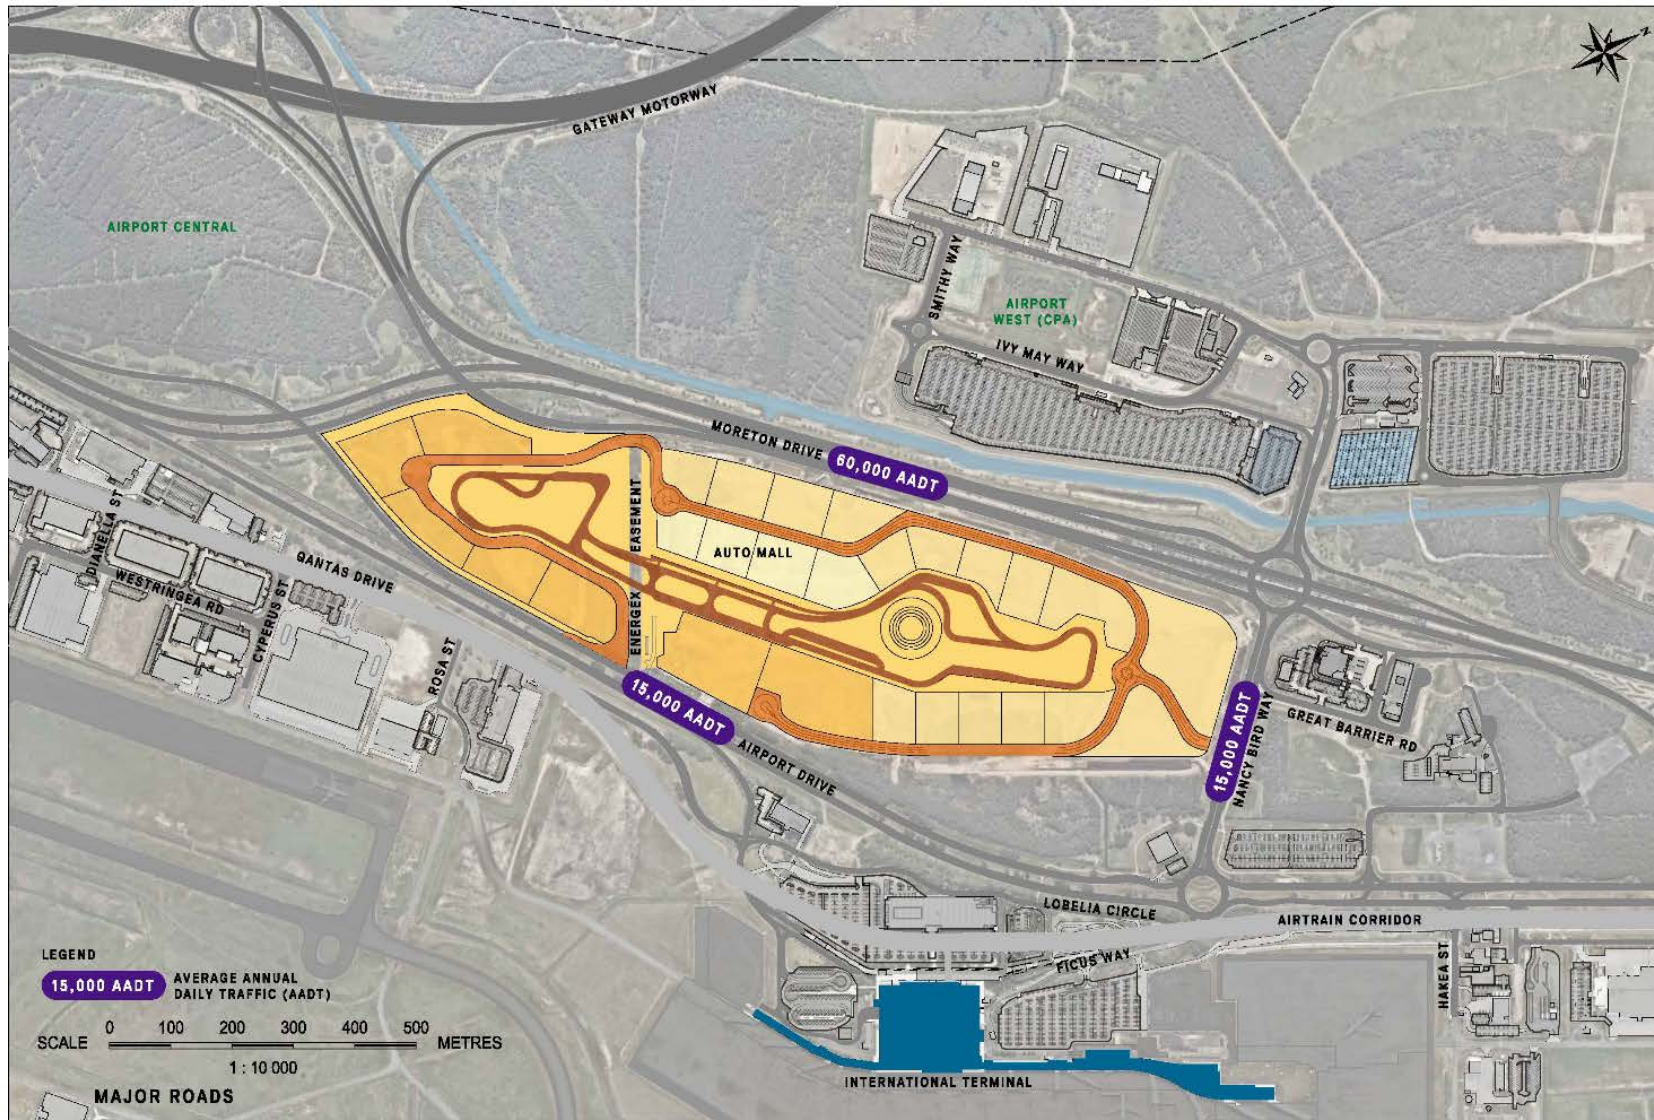 N
GATEWAY MOTORWAY
AIRPORT CENTRAL
SMITHY WAY
AIRPORT
WEST (CPA)
IVY MAY WAY
MORETON DRIVE
60,000 AADT
ENERGEX EASEMENT
AUTO MALL
DIANELLA ST
WESTRINGEA RD
CYPERUS ST
QANTAS DRIVE
ROSA ST
15,000 AADT
AIRPORT DRIVE
15,000 AADT
NANCY BIRD WAY
GREAT BARRIER RD
LOBELIA CIRCLE
AIRTRAIN CORRIDOR
FICUS WAY
HAKEA ST
INTERNATIONAL TERMINAL
LEGEND
15,000 AADT
AVERAGE ANNUAL
DAILY TRAFFIC (AADT)
0 100 200 300 400 500
SCALE METRES
1 : 10 000
MAJOR ROADS